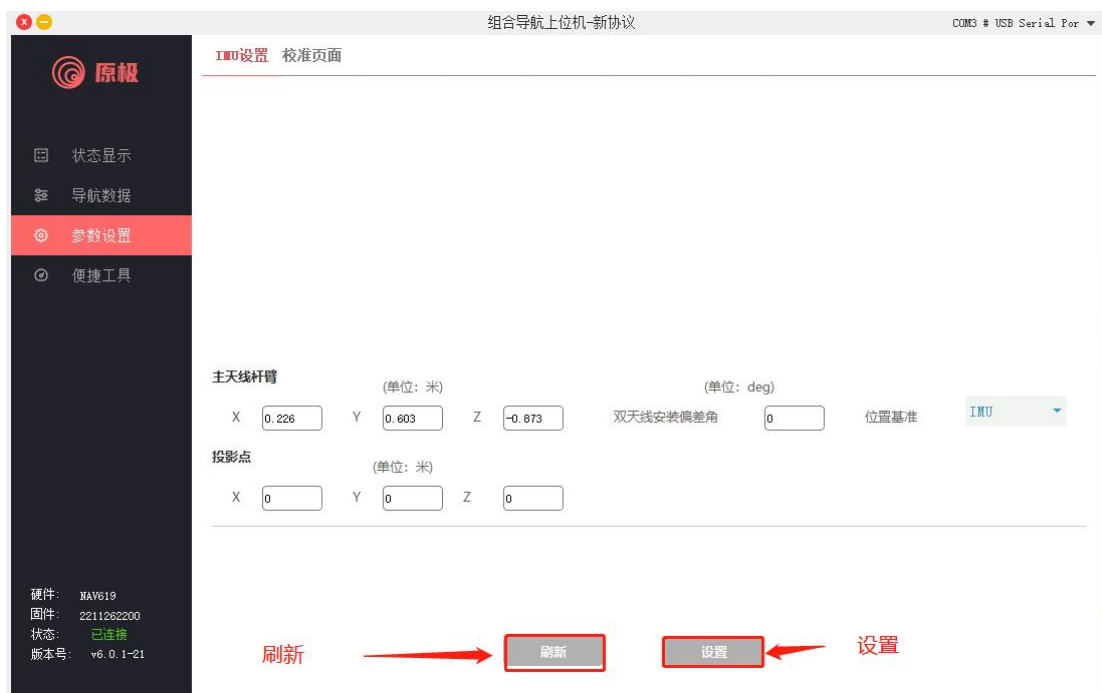 组合导航上位机-新协议
COM3 # USB Serial Por
原极
IMU设置 校准页面
状态显示
导航数据
参数设置
便捷工具
主天线杆臂
(单位：米) (单位：deg)
X 0.226 Y 0.603 Z -0.873 双天线安装偏差角 0 位置基准 IMU
投影点
(单位：米)
X 0 Y 0 Z 0
硬件: NAV619
固件: 2211262200
状态: 已连接
版本号: v6.0.1-21
刷新 刷新 设置 设置